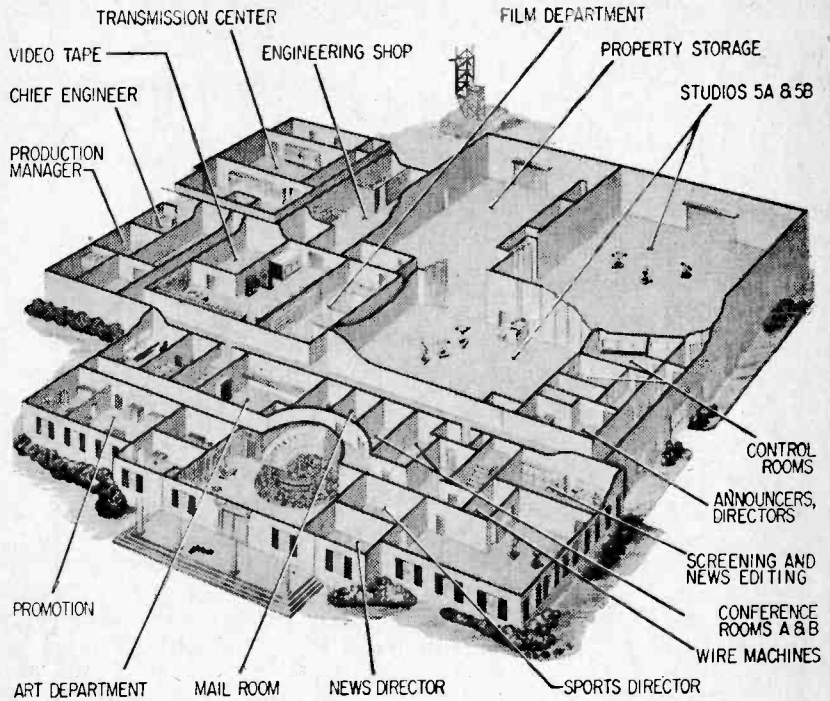 TRANSMISSION CENTER
FILM DEPARTMENT
VIDEO TAPE
ENGINEERING SHOP
PROPERTY STORAGE
CHIEF ENGINEER
STUDIOS 5A & 5B
PRODUCTION
MANAGER
CONTROL
ROOMS
ANNOUNCERS,
DIRECTORS
SCREENING AND
NEWS EDITING
PROMOTION
CONFERENCE
ROOMS A & B
WIRE MACHINES
ART DEPARTMENT
MAIL ROOM
NEWS DIRECTOR
SPORTS DIRECTOR